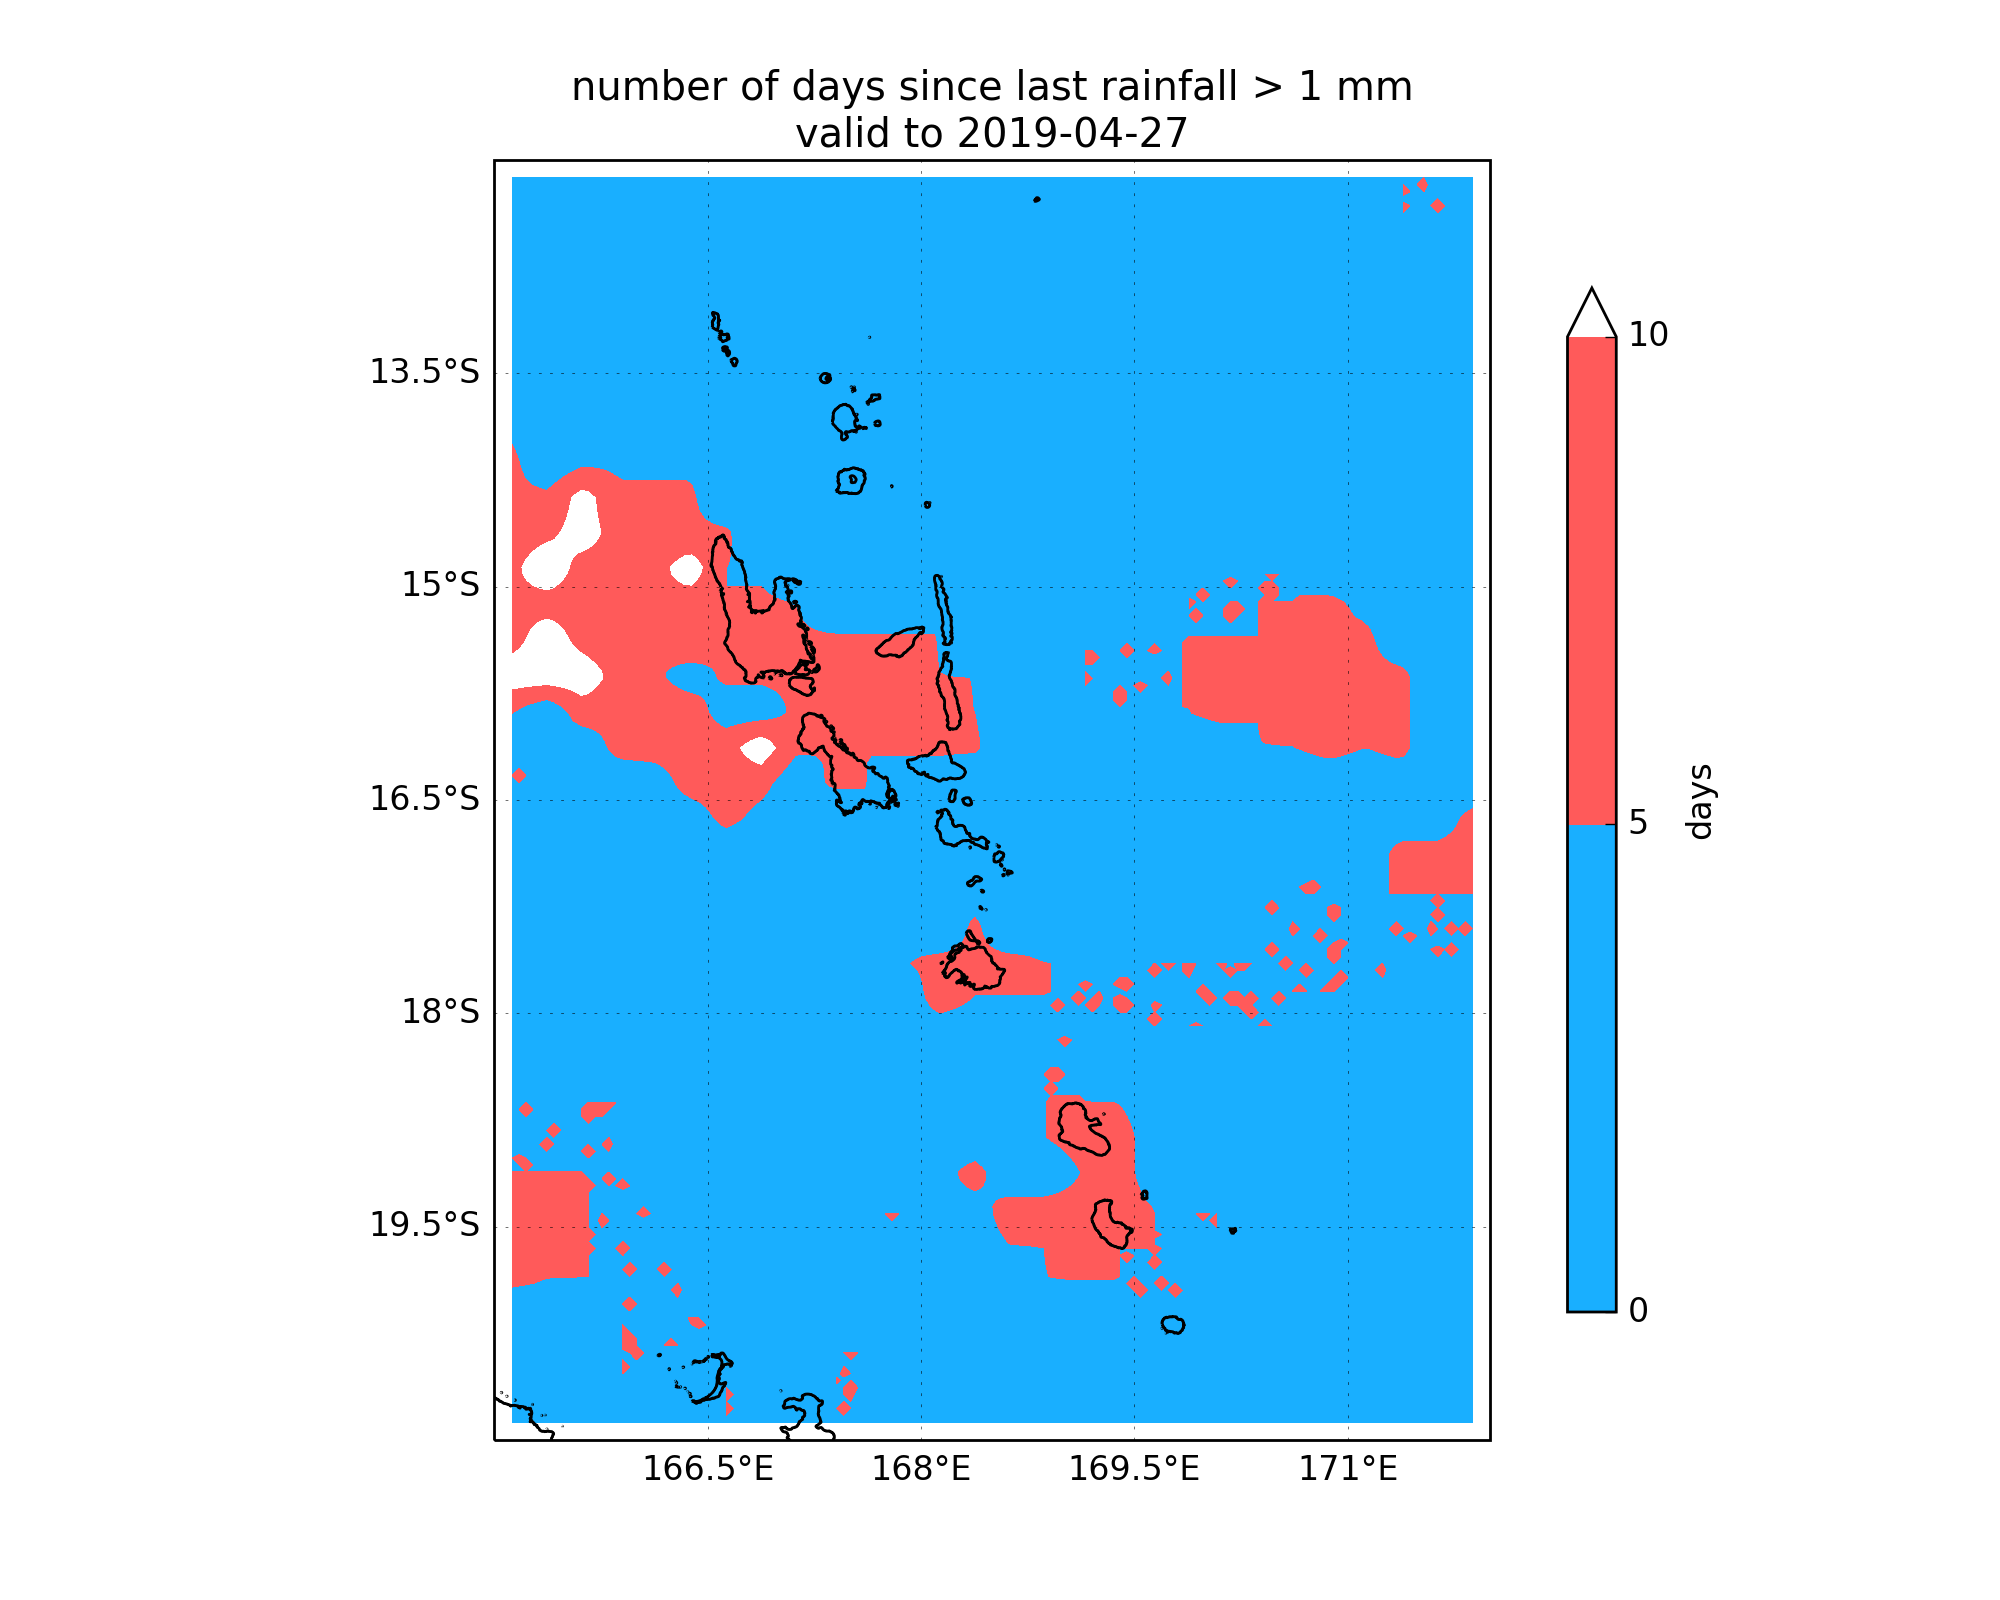 number of days since last rainfall > 1 mm
valid to 2019-04-27
13.5°S
15°S
16.5°S
18°S
19.5°S
166.5°E
168°E
169.5°E
171°E
10
5
0
days